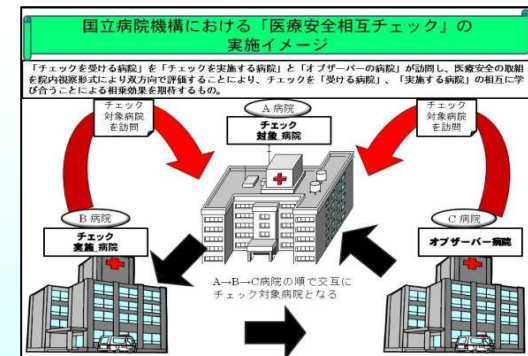 国立病院機構における「医療安全相互チェック」の
実施イメージ
「チェックを受ける病院」を「チェックを実施する病院」と「オブザーバーの病院」が訪問し、医療安全の取組
を院内視察形式により双方向で評価することにより、チェックを「受ける病院」、「実施する病院」の相互に学
び合うことによる相乗効果を期待するもの。
チェック
対象病院
を訪問
A 病院
チェック
対象 病院
チェック
対象病院
を訪問
B 病院
チェック
実施 病院
C 病院
オブザーバー病院
A→B→C病院の順で交互に
チェック対象病院となる